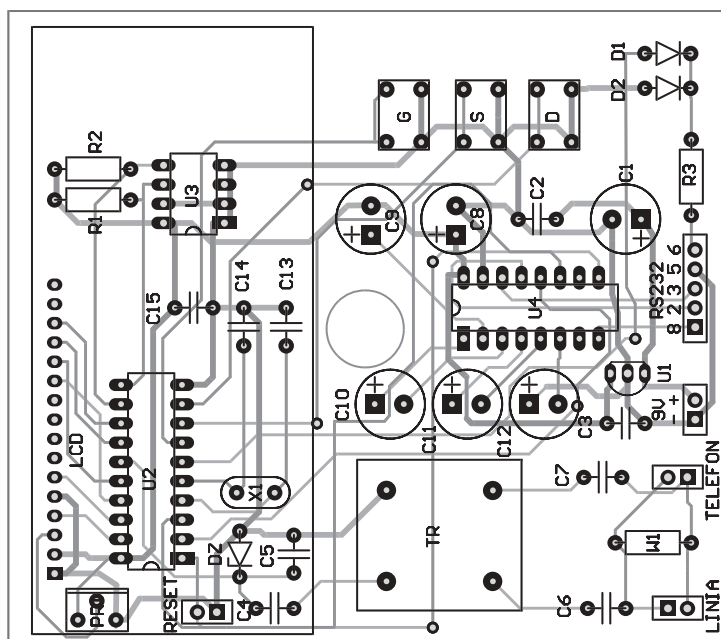 D1
G
S
D
D2
R2
U3
R1
C9
C8
C2
C1
R3
C14
C13
C15
U4
RS232
8 2 3 5 6
LCD
U2
C10
C11
C12
C3
U1
9V
- +
X1
C7
TELEFON
DZ
C5
TR
W1
PR1
RESET
C4
C6
LINIA